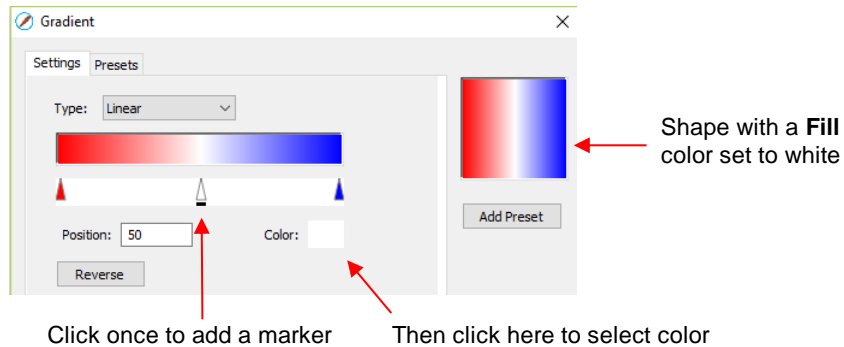 Gradient
Settings Presets
Type: Linear
Shape with a Fill
color set to white
Add Preset
Position: 50 Color:
Reverse
Click once to add a marker
Then click here to select color